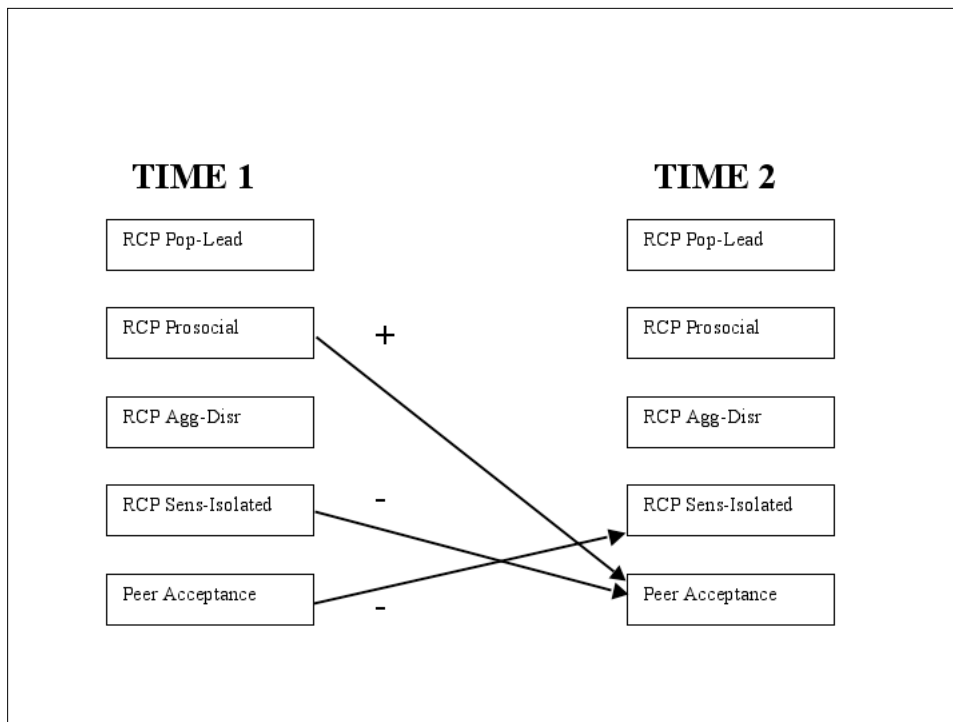 TIME 1
TIME 2
RCP Pop-Lead
RCP Pop-Lead
RCP Prosocial
+
RCP Prosocial
RCP Agg-Disr
RCP Agg-Disr
RCP Sens-Isolated
-
RCP Sens-Isolated
Peer Acceptance
-
Peer Acceptance